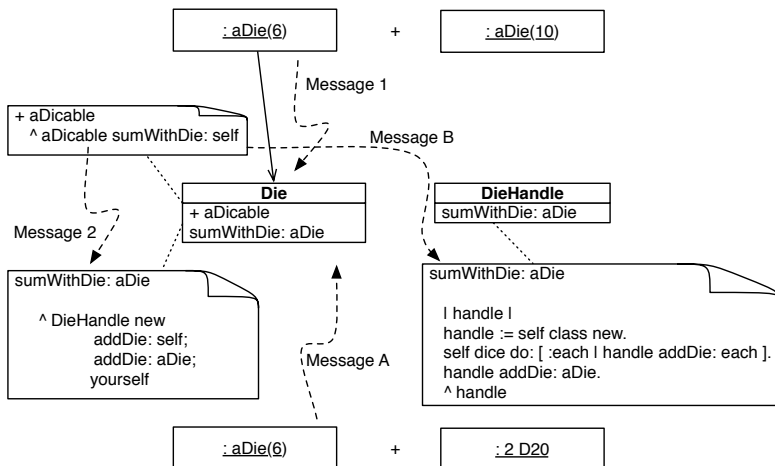 : aDie(6) + : aDie(10)
Message 1
+ aDicable
^ aDicable sumWithDie: self
Message B
Die
+ aDicable
sumWithDie: aDie
DieHandle
sumWithDie: aDie
Message 2
sumWithDie: aDie
^ DieHandle new
addDie: self;
addDie: aDie;
yourself
Message A
sumWithDie: aDie
| handle |
handle := self class new.
self dice do: [ :each | handle addDie: each ].
handle addDie: aDie.
^ handle
: aDie(6) + : 2 D20